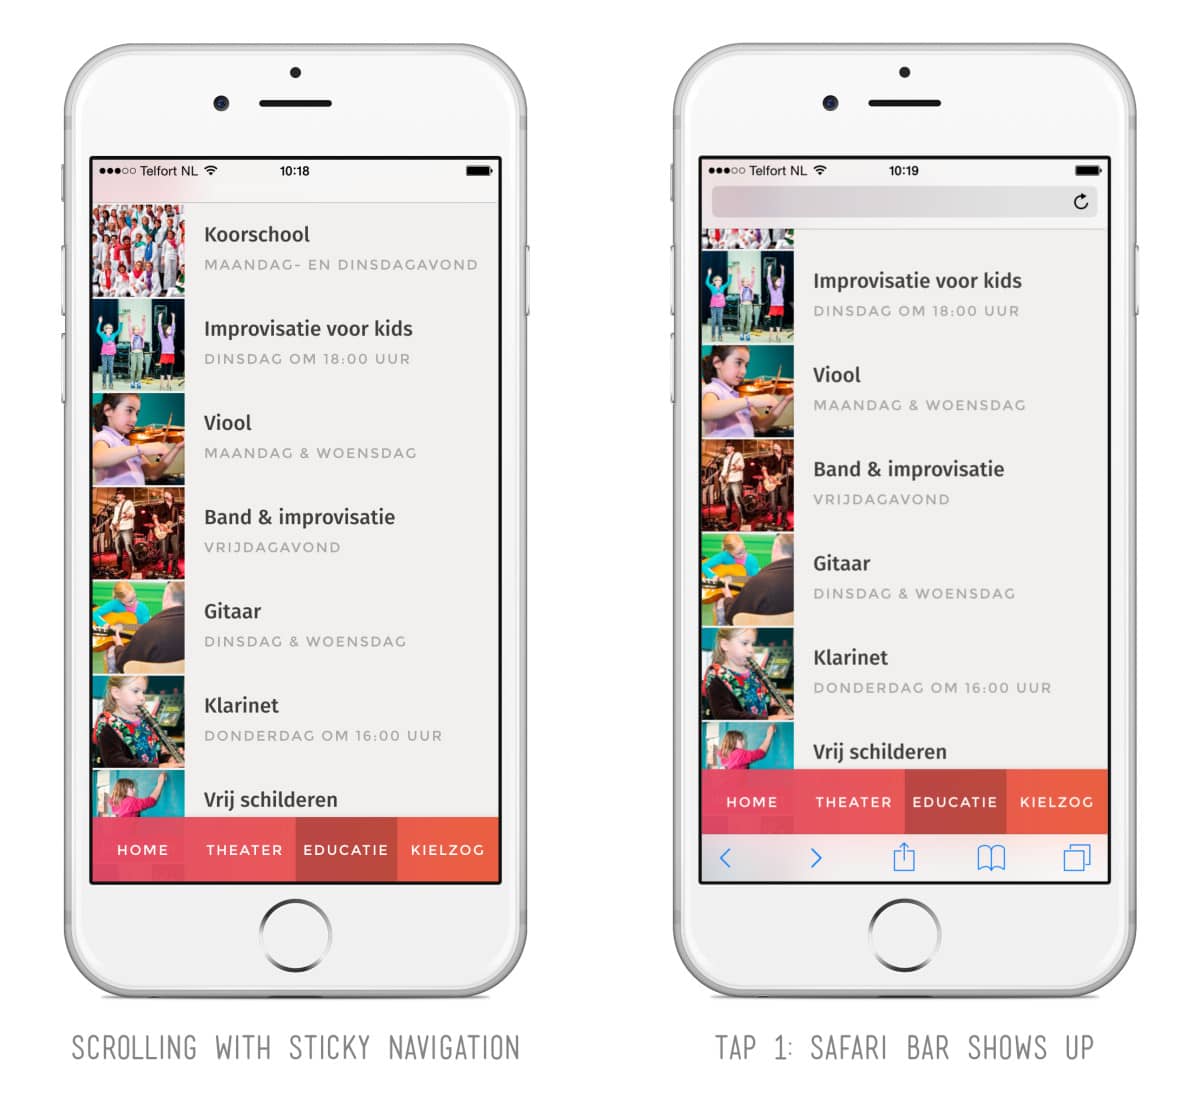 Telfort NL 10:18
Koorschool
MAANDAG- EN DINSDAGAVOND
Improvisatie voor kids
DINSDAG OM 18:00 UUR
Viool
MAANDAG & WOENSDAG
Band & improvisatie
VRIJDAGAVOND
Gitaar
DINSDAG & WOENSDAG
Klarinet
DONDERDAG OM 16:00 UUR
Vrij schilderen
HOME THEATER EDUCATIE KIELZOG
SCROLLING WITH STICKY NAVIGATION
Telfort NL 10:19
Improvisatie voor kids
DINSDAG OM 18:00 UUR
Viool
MAANDAG & WOENSDAG
Band & improvisatie
VRIJDAGAVOND
Gitaar
DINSDAG & WOENSDAG
Klarinet
DONDERDAG OM 16:00 UUR
Vrij schilderen
HOME THEATER EDUCATIE KIELZOG
TAP 1: SAFARI BAR SHOWS UP